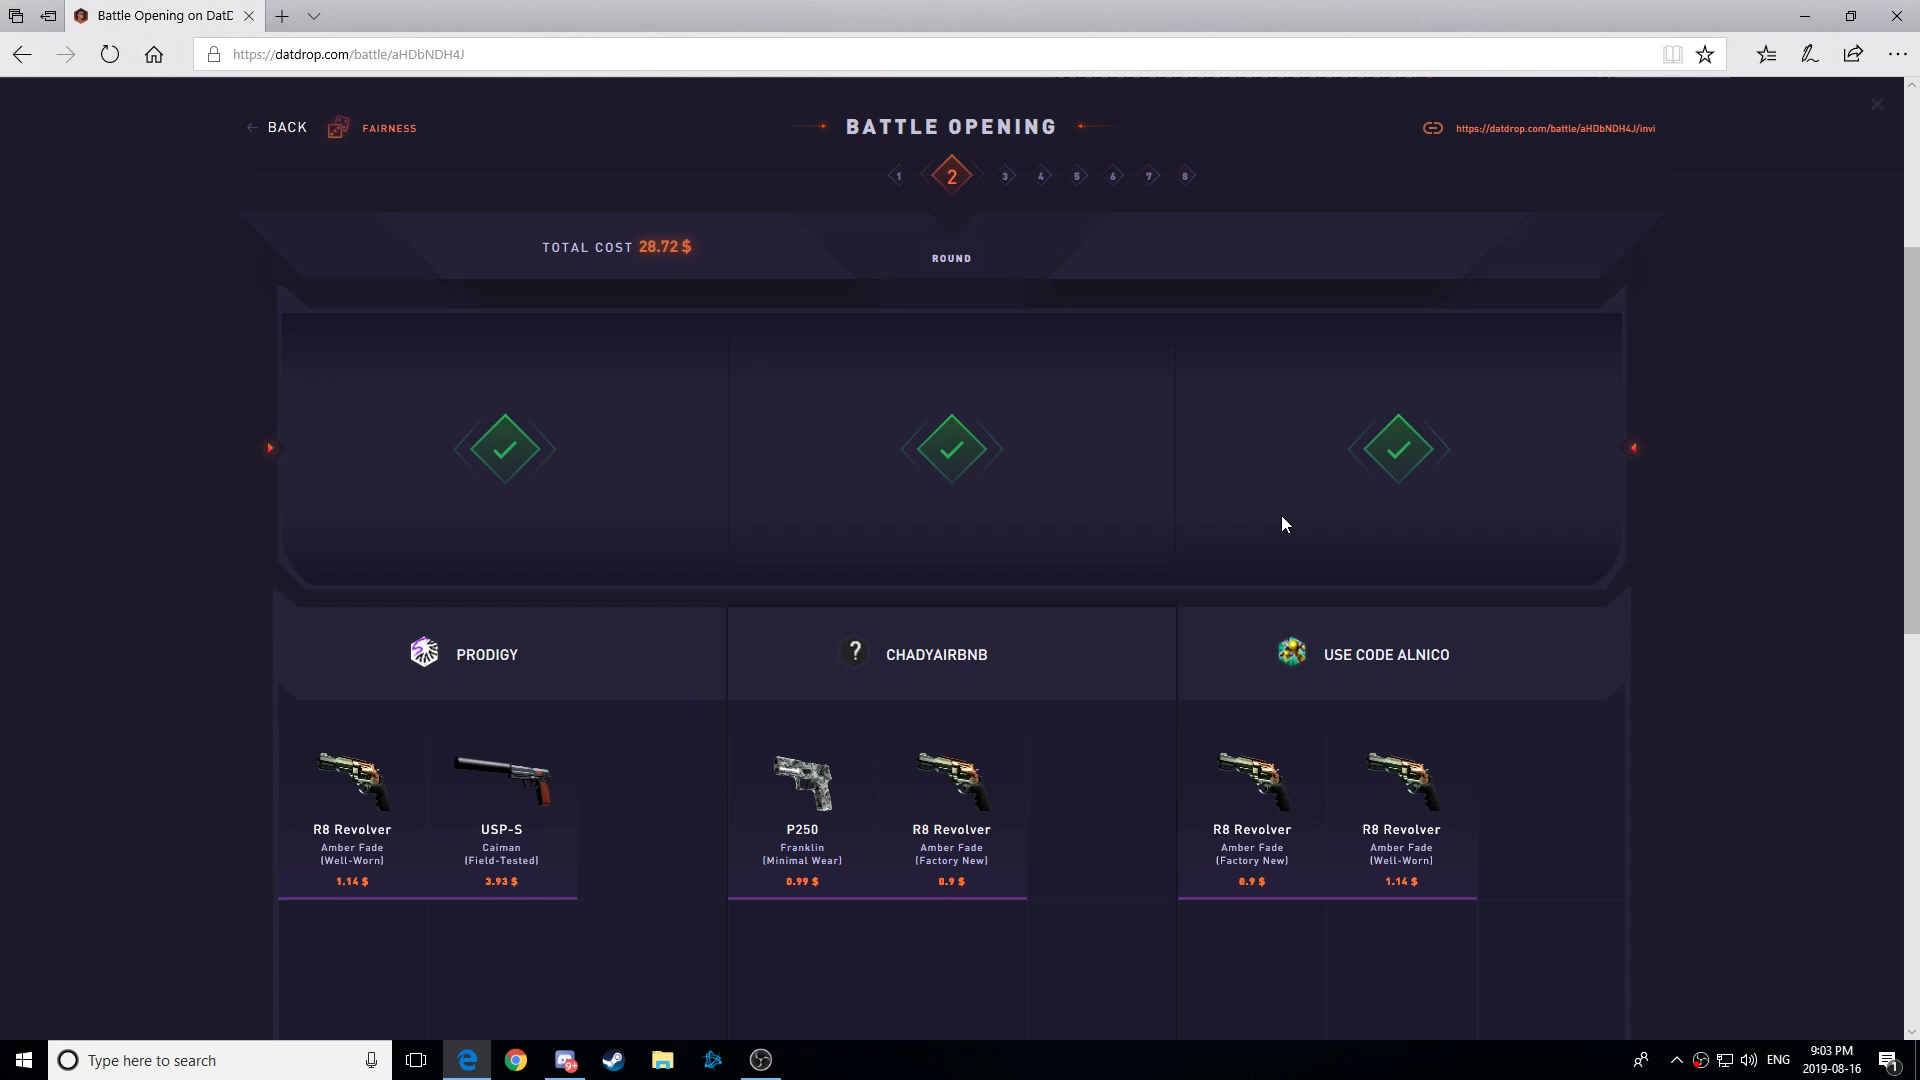 Battle Opening on DatD
https://datdrop.com/battle/aHDbNDH4J
BACK
FAIRNESS
BATTLE OPENING
https://datdrop.com/battle/aHDbNDH4J/invi
1 2 3 4 5 6 7 8
TOTAL COST 28.72 $
ROUND
PRODIGY
? CHADYAIRBNB
USE CODE ALNICO
R8 Revolver
Amber Fade
(Well-Worn)
1.14 $
USP-S
Caiman
(Field-Tested)
3.93 $
P250
Franklin
(Minimal Wear)
0.99 $
R8 Revolver
Amber Fade
(Factory New)
0.9 $
R8 Revolver
Amber Fade
(Factory New)
0.9 $
R8 Revolver
Amber Fade
(Well-Worn)
1.14 $
Type here to search
9+
ENG
9:03 PM
2019-08-16
1